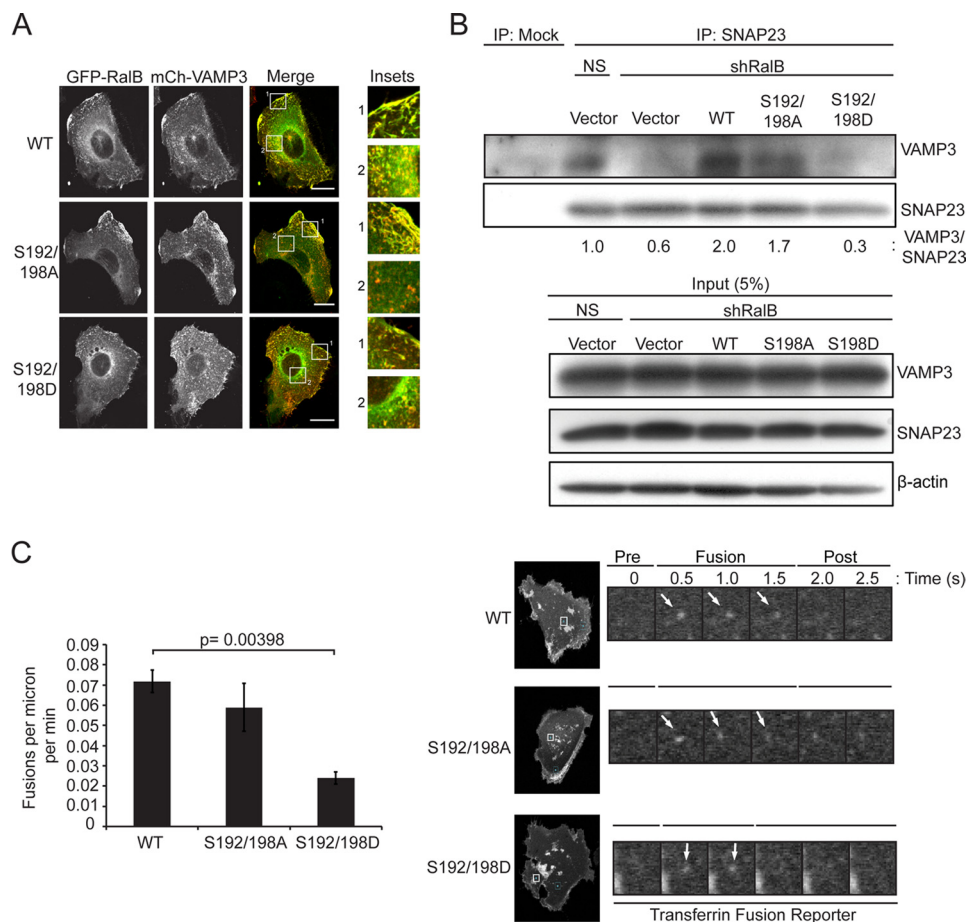 A
GFP-RalB mCh-VAMP3 Merge Insets
WT
1
2
1
2
S192/
198A
1
2
1
2
S192/
198D
1
2
1
2
B
IP: Mock IP: SNAP23
NS shRalB
Vector Vector WT S192/
198A S192/
198D
VAMP3
SNAP23
1.0 0.6 2.0 1.7 0.3 : VAMP3/
SNAP23
Input (5%)
NS shRalB
Vector Vector WT S198A S198D
VAMP3
SNAP23
β-actin
C
p= 0.00398
Fusions per micron
per min
0.09
0.08
0.07
0.06
0.05
0.04
0.03
0.02
0.01
0
WT S192/198A S192/198D
Pre Fusion Post
0 0.5 1.0 1.5 2.0 2.5 : Time (s)
WT
S192/198A
S192/198D
Transferrin Fusion Reporter